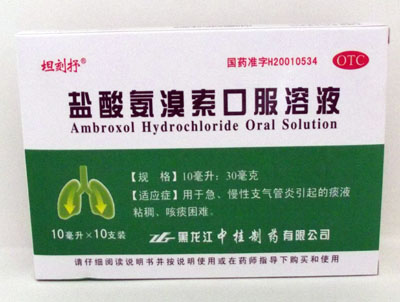 坦刻抒®
国药准字H20010534
OTC
盐酸氨溴索口服溶液
Ambroxol Hydrochloride Oral Solution
【规 格】10毫升：30毫克
【适应症】用于急、慢性支气管炎引起的痰液
粘稠、咳痰困难。
10毫升×10支装
黑龙江中桂制药有限公司
请仔细阅读说明书并按说明使用或在药师指导下购买和使用